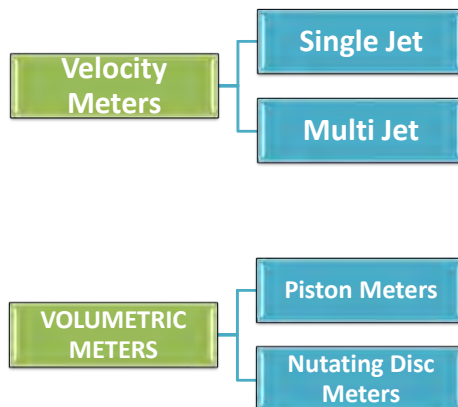 Single Jet
Velocity
Meters
Multi Jet
Piston Meters
VOLUMETRIC
METERS
Nutating Disc
Meters